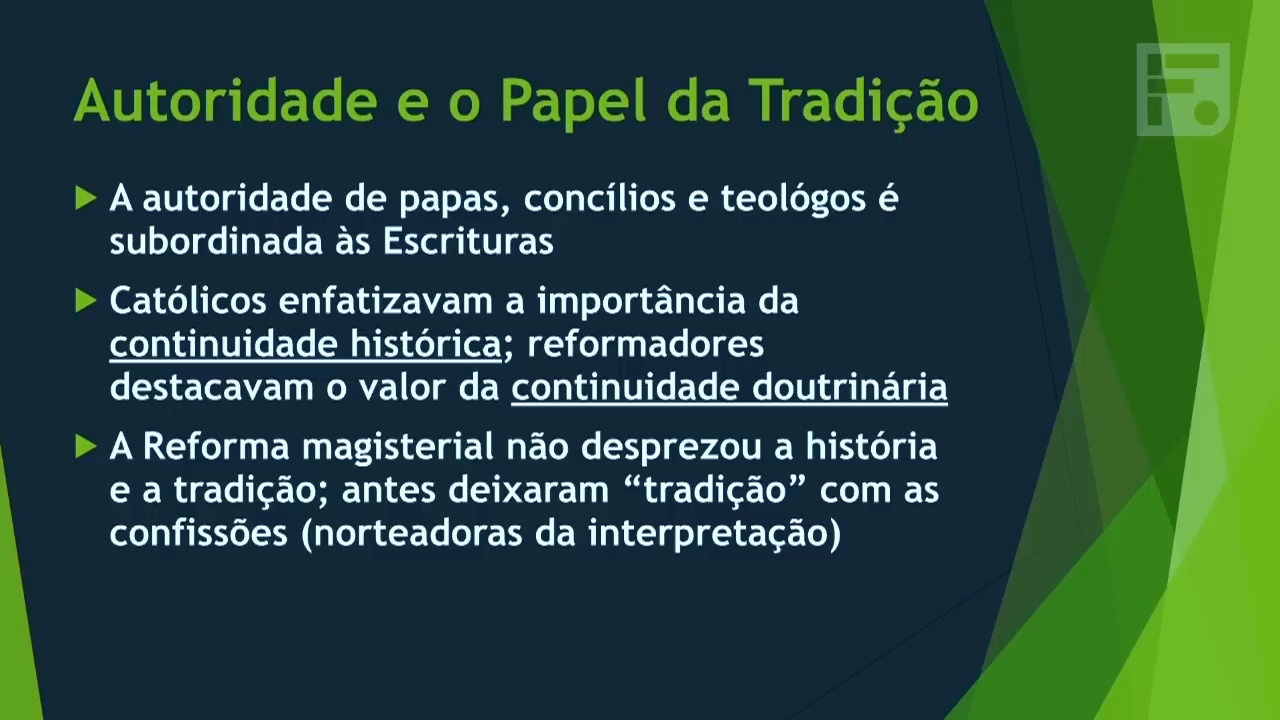 Autoridade e o Papel da Tradição
A autoridade de papas, concílios e teológos é
subordinada às Escrituras
Católicos enfatizavam a importância da
continuidade histórica; reformadores
destacavam o valor da continuidade doutrinária
A Reforma magisterial não desprezou a história
e a tradição; antes deixaram “tradição” com as
confissões (norteadoras da interpretação)